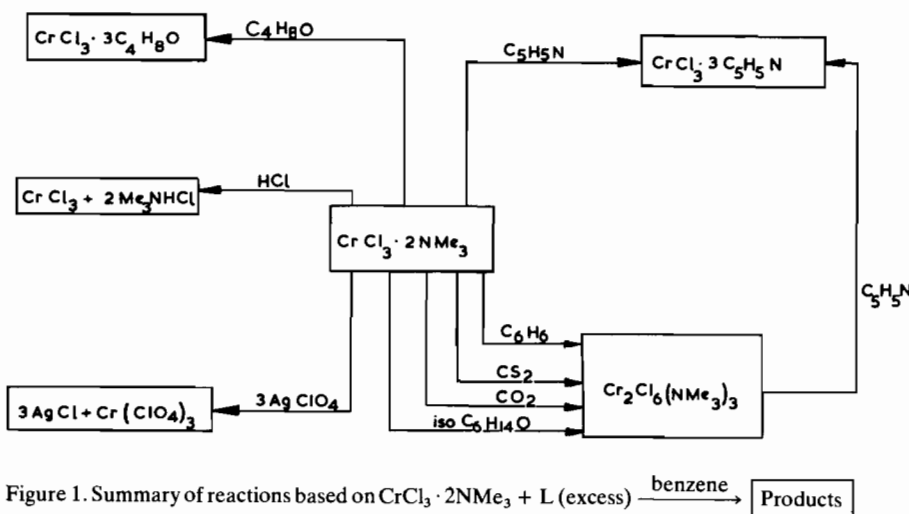 C₄H₈O
CrCl₃·3C₄H₈O
C₅H₅N
CrCl₃·3C₅H₅N
HCl
CrCl₃ + 2Me₃NHCl
CrCl₃·2NMe₃
C₅H₅N
C₆H₆
CS₂
CO₂
iso C₆H₁₄O
Cr₂Cl₆(NMe₃)₃
3AgClO₄
3AgCl + Cr(ClO₄)₃
Figure 1. Summary of reactions based on CrCl₃·2NMe₃ + L (excess) benzene Products